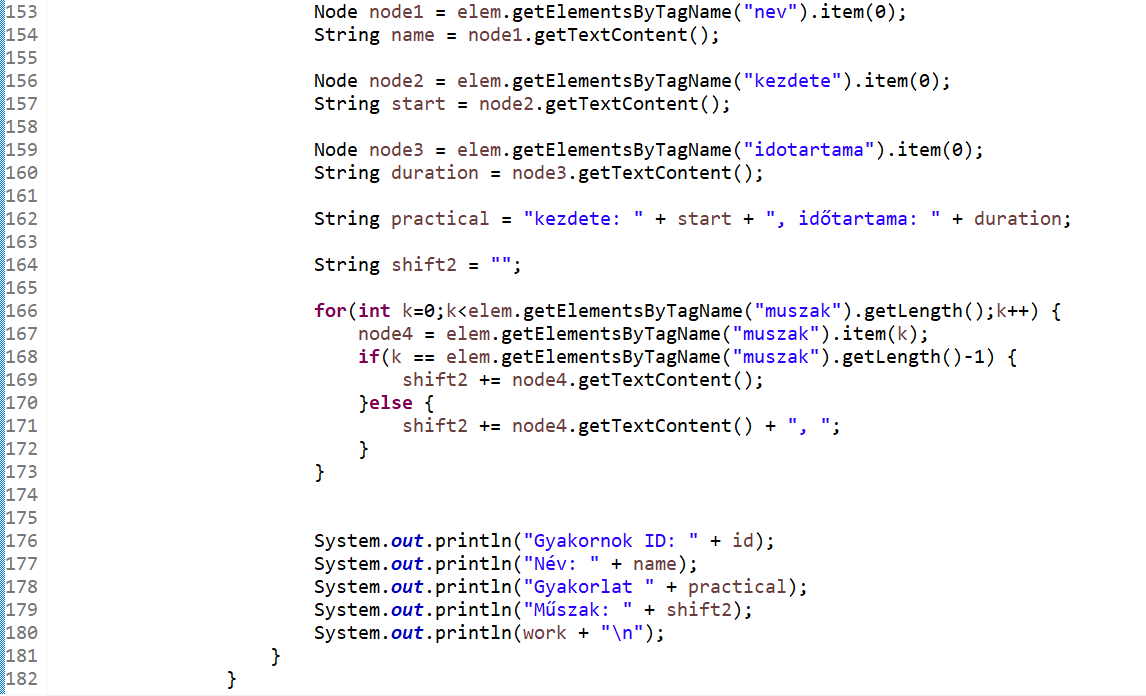 153 Node node1 = elem.getElementsByTagName("nev").item(0);
154 String name = node1.getTextContent();
155
156 Node node2 = elem.getElementsByTagName("kezdete").item(0);
157 String start = node2.getTextContent();
158
159 Node node3 = elem.getElementsByTagName("idotartama").item(0);
160 String duration = node3.getTextContent();
161
162 String practical = "kezdete: " + start + ", időtartama: " + duration;
163
164 String shift2 = "";
165
166 for(int k=0;k<elem.getElementsByTagName("muszak").getLength();k++) {
167 node4 = elem.getElementsByTagName("muszak").item(k);
168 if(k == elem.getElementsByTagName("muszak").getLength()-1) {
169 shift2 += node4.getTextContent();
170 }else {
171 shift2 += node4.getTextContent() + ", ";
172 }
173 }
174
175
176 System.out.println("Gyakornok ID: " + id);
177 System.out.println("Név: " + name);
178 System.out.println("Gyakorlat " + practical);
179 System.out.println("Műszak: " + shift2);
180 System.out.println(work + "\n");
181 }
182 }